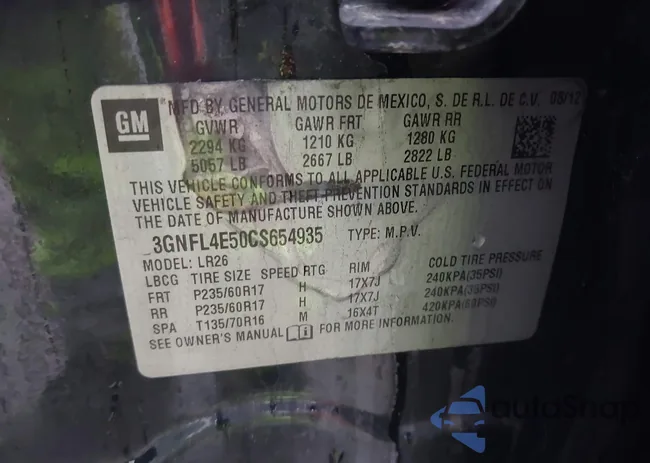 GM
MFD BY GENERAL MOTORS DE MEXICO, S. DE R.L. DE C.V. 08/12
GVWR GAWR FRT GAWR RR
2294 KG 1210 KG 1280 KG
5057 LB 2667 LB 2822 LB
THIS VEHICLE CONFORMS TO ALL APPLICABLE U.S. FEDERAL MOTOR
VEHICLE SAFETY AND THEFT PREVENTION STANDARDS IN EFFECT ON
THE DATE OF MANUFACTURE SHOWN ABOVE.
3GNFL4E50CS654935 TYPE: M.P.V.
MODEL: LR26
LBCG TIRE SIZE SPEED RTG RIM COLD TIRE PRESSURE
FRT P235/60R17 H 17X7J 240KPA(35PSI)
RR P235/60R17 H 17X7J 240KPA(35PSI)
SPA T135/70R16 M 16X4T 420KPA(60PSI)
SEE OWNER'S MANUAL FOR MORE INFORMATION.